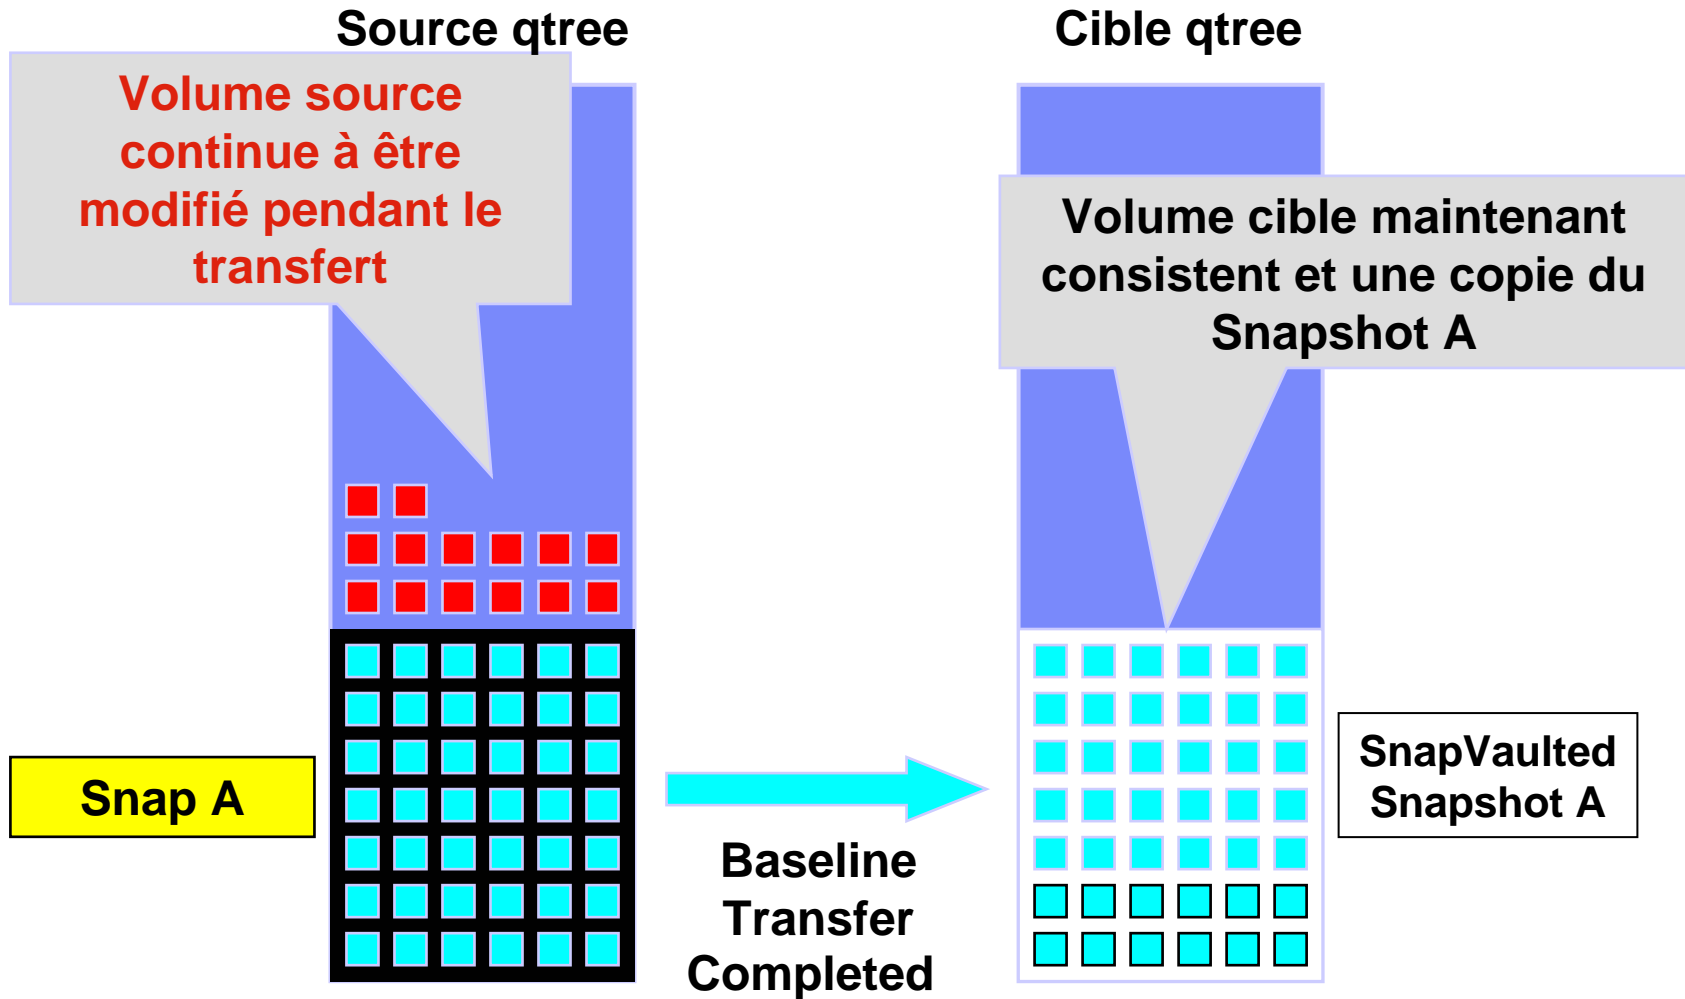 Source qtree
Cible qtree
Volume source
continue à être
modifié pendant le
transfert
Volume cible maintenant
consistent et une copie du
Snapshot A
Snap A
SnapVaulted
Snapshot A
Baseline
Transfer
Completed